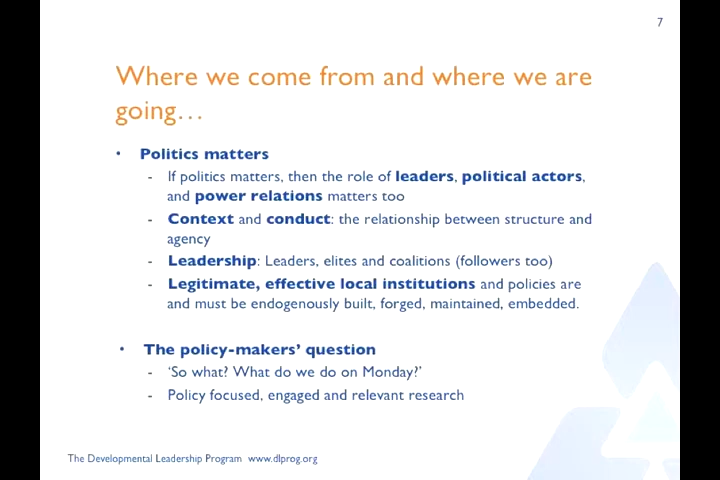 7
Where we come from and where we are
going…
• Politics matters
- If politics matters, then the role of leaders, political actors,
and power relations matters too
- Context and conduct: the relationship between structure and
agency
- Leadership: Leaders, elites and coalitions (followers too)
- Legitimate, effective local institutions and policies are
and must be endogenously built, forged, maintained, embedded.
• The policy-makers’ question
- ‘So what? What do we do on Monday?’
- Policy focused, engaged and relevant research
The Developmental Leadership Program www.dlprog.org